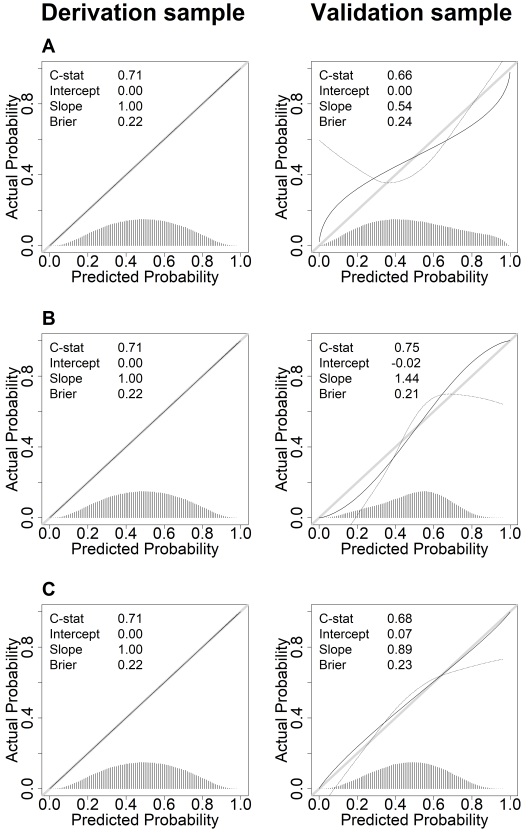 Derivation sample
Validation sample
A
C-stat 0.71
Intercept 0.00
Slope 1.00
Brier 0.22
Actual Probability
0.0 0.4 0.8
0.0 0.2 0.4 0.6 0.8 1.0
Predicted Probability
C-stat 0.66
Intercept 0.00
Slope 0.54
Brier 0.24
Actual Probability
0.0 0.4 0.8
0.0 0.2 0.4 0.6 0.8 1.0
Predicted Probability
B
C-stat 0.71
Intercept 0.00
Slope 1.00
Brier 0.22
Actual Probability
0.0 0.4 0.8
0.0 0.2 0.4 0.6 0.8 1.0
Predicted Probability
C-stat 0.75
Intercept -0.02
Slope 1.44
Brier 0.21
Actual Probability
0.0 0.4 0.8
0.0 0.2 0.4 0.6 0.8 1.0
Predicted Probability
C
C-stat 0.71
Intercept 0.00
Slope 1.00
Brier 0.22
Actual Probability
0.0 0.4 0.8
0.0 0.2 0.4 0.6 0.8 1.0
Predicted Probability
C-stat 0.68
Intercept 0.07
Slope 0.89
Brier 0.23
Actual Probability
0.0 0.4 0.8
0.0 0.2 0.4 0.6 0.8 1.0
Predicted Probability